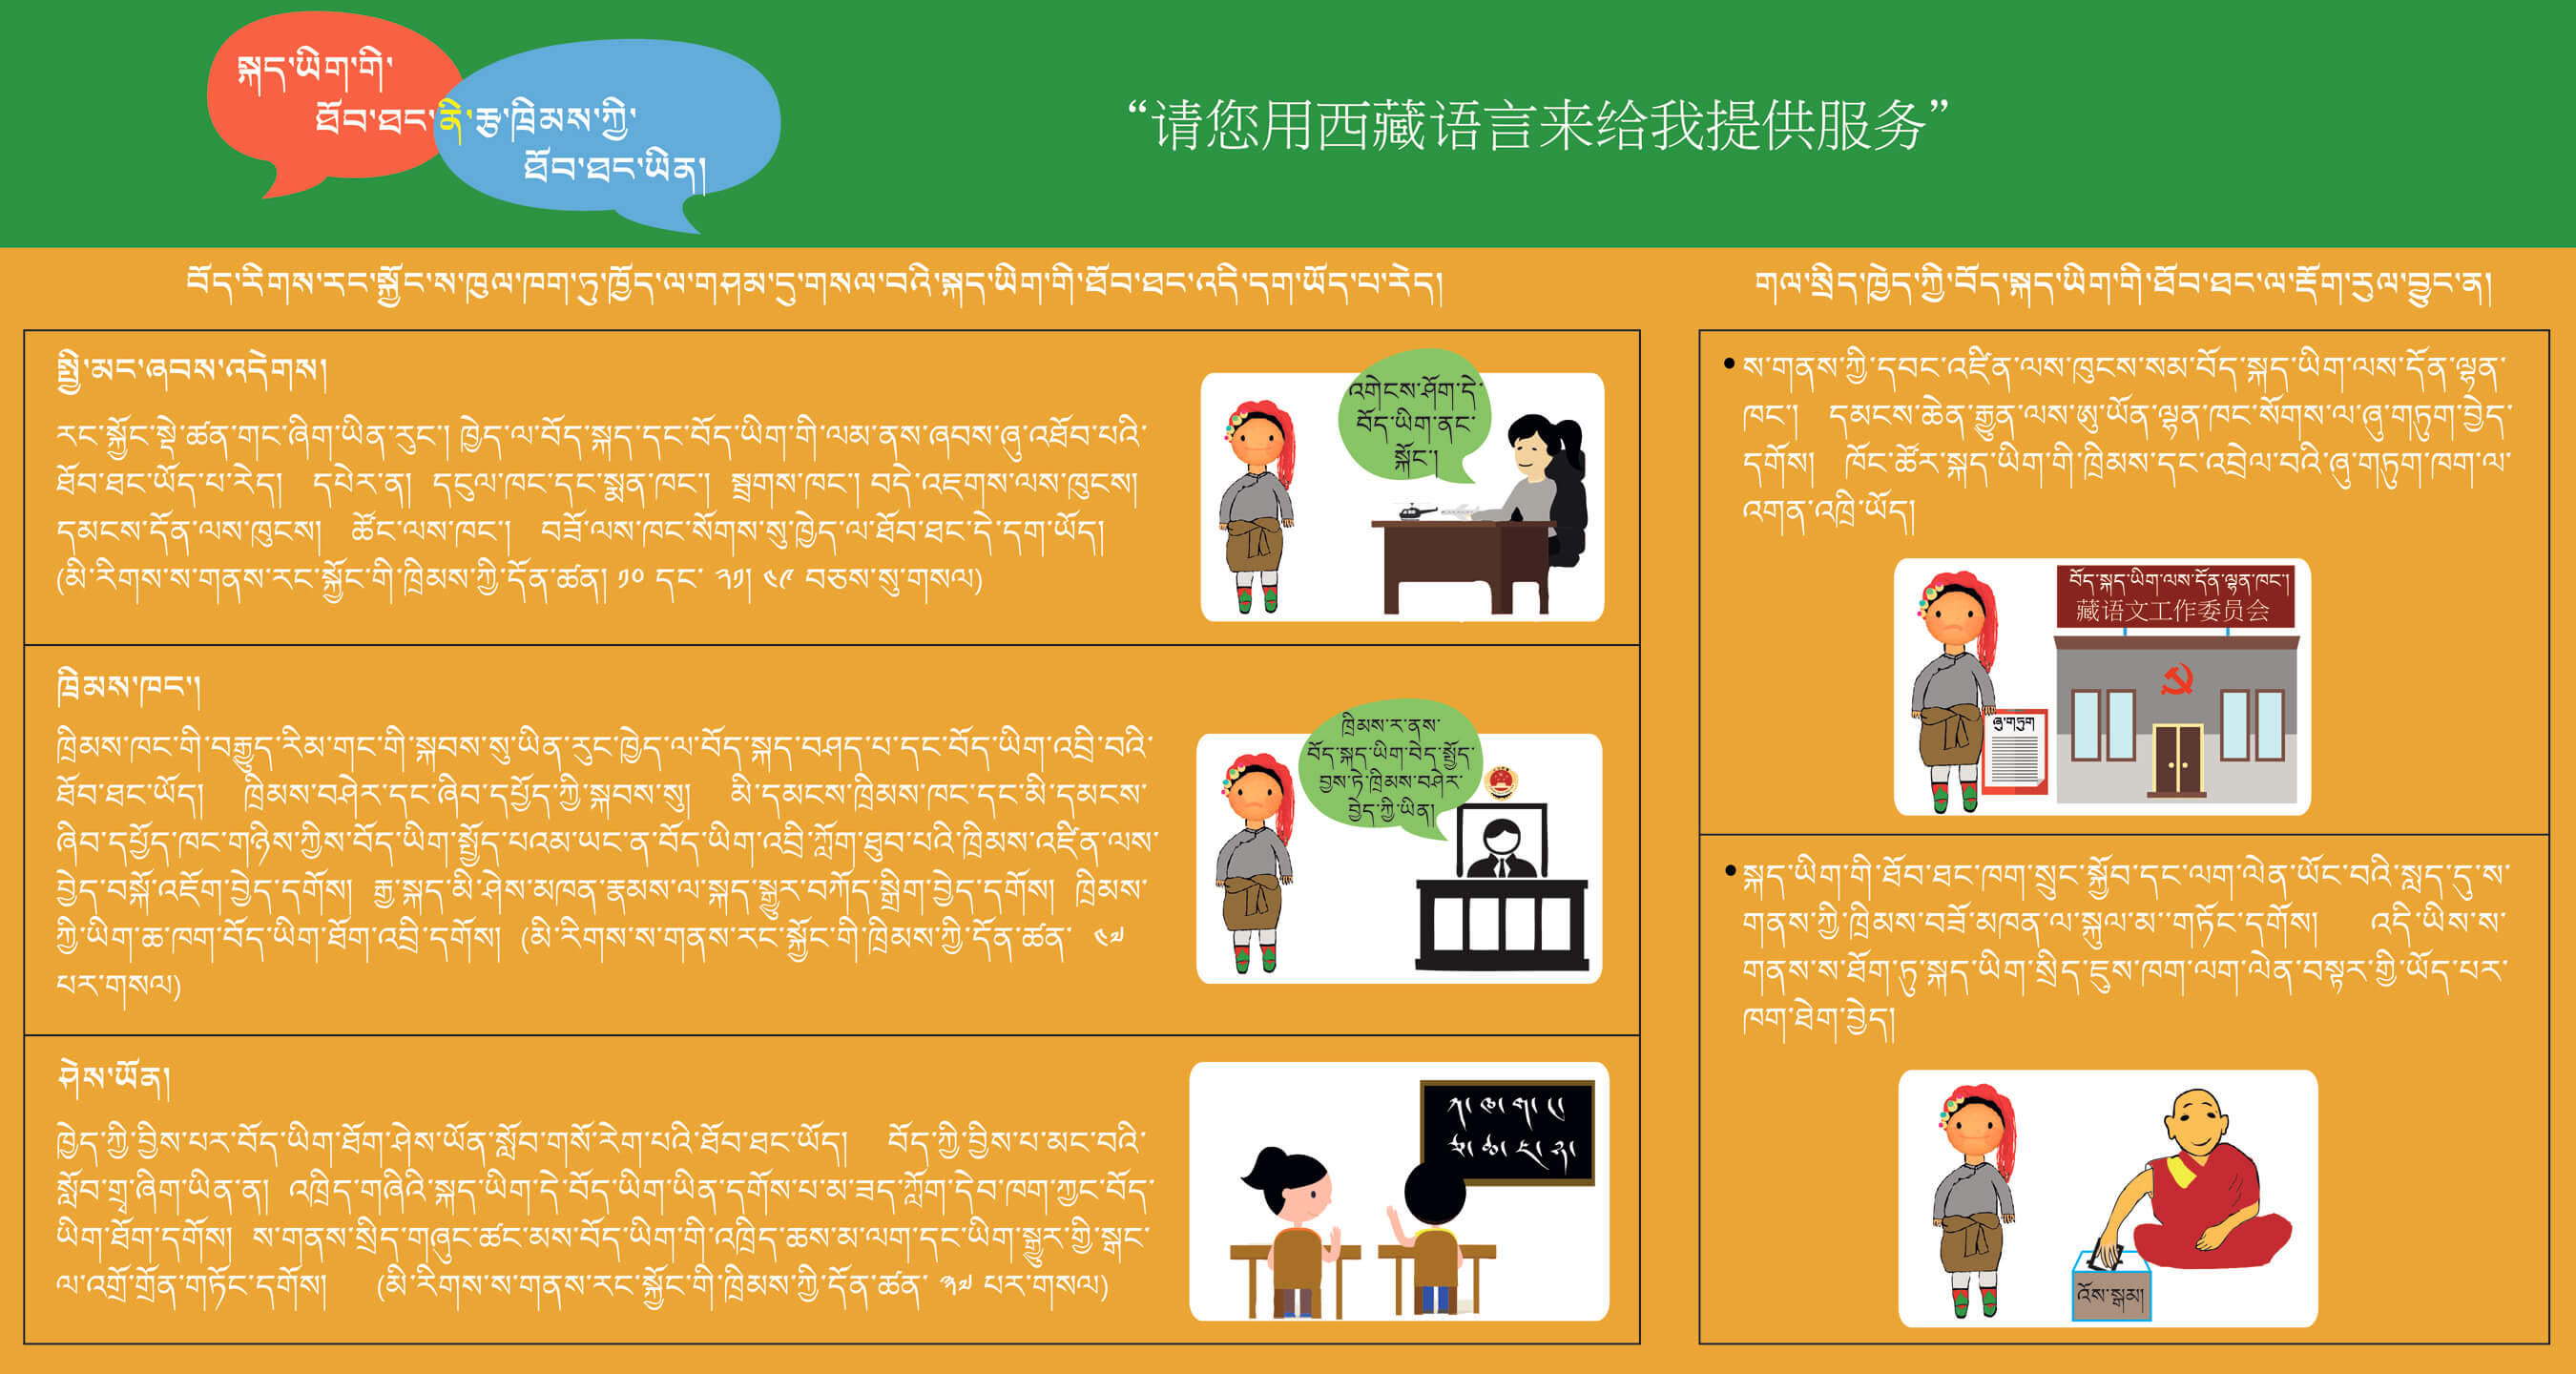 སྐད་ཡིག་གི་
ཐོབ་ཐང་ནི་རྩ་ཁྲིམས་ཀྱི་
ཐོབ་ཐང་ཡིན།
“请您用西藏语言来给我提供服务”
བོད་རིགས་རང་སྐྱོང་ས་ཁུལ་ཁག་ཏུ་ཁྱོད་ལ་གཤམ་དུ་གསལ་བའི་སྐད་ཡིག་གི་ཐོབ་ཐང་འདི་དག་ཡོད་པ་རེད།
སྤྱི་མང་ཞབས་འདེགས།
རང་སྐྱོང་སྡེ་ཚན་གང་ཞིག་ཡིན་རུང་། ཁྱེད་ལ་བོད་སྐད་དང་བོད་ཡིག་གི་ལམ་ནས་ཞབས་ཞུ་འཐོབ་པའི་
ཐོབ་ཐང་ཡོད་པ་རེད། དཔེར་ན། དངུལ་ཁང་དང་སྨན་ཁང་། སྦྲགས་ཁང་། བདེ་འཇགས་ལས་ཁུངས།
དམངས་དོན་ལས་ཁུངས། ཚོང་ལས་ཁང་། བཟོ་ལས་ཁང་སོགས་སུ་ཁྱེད་ལ་ཐོབ་ཐང་དེ་དག་ཡོད།
(མི་རིགས་ས་གནས་རང་སྐྱོང་གི་ཁྲིམས་ཀྱི་དོན་ཚན། ༡༠ དང་ ༢༡། ༤༩ བཅས་སུ་གསལ)
འགེངས་ཤོག་དེ་
བོད་ཡིག་ནང་
སྐོང་།
ཁྲིམས་ཁང་།
ཁྲིམས་ཁང་གི་བརྒྱུད་རིམ་གང་གི་སྐབས་སུ་ཡིན་རུང་ཁྱེད་ལ་བོད་སྐད་བཤད་པ་དང་བོད་ཡིག་འབྲི་བའི་
ཐོབ་ཐང་ཡོད། ཁྲིམས་བཤེར་དང་ཞིབ་དཔྱོད་ཀྱི་སྐབས་སུ། མི་དམངས་ཁྲིམས་ཁང་དང་མི་དམངས་
ཞིབ་དཔྱོད་ཁང་གཉིས་ཀྱིས་བོད་ཡིག་སྤྱོད་པའམ་ཡང་ན་བོད་ཡིག་འབྲི་ཀློག་ཐུབ་པའི་ཁྲིམས་འཛིན་ལས་
བྱེད་བསྐོ་འཇོག་བྱེད་དགོས། རྒྱ་སྐད་མི་ཤེས་མཁན་རྣམས་ལ་སྐད་སྒྱུར་བཀོད་སྒྲིག་བྱེད་དགོས། ཁྲིམས་
ཀྱི་ཡིག་ཆ་ཁག་བོད་ཡིག་ཐོག་འབྲི་དགོས། (མི་རིགས་ས་གནས་རང་སྐྱོང་གི་ཁྲིམས་ཀྱི་དོན་ཚན་ ༤༧
པར་གསལ)
ཁྲིམས་ར་ནས་
བོད་སྐད་ཡིག་བེད་སྤྱོད་
བྱས་ཏེ་ཁྲིམས་བཤེར་
བྱེད་ཀྱི་ཡིན།
ཤེས་ཡོན།
ཁྱེད་ཀྱི་བྱིས་པར་བོད་ཡིག་ཐོག་ཤེས་ཡོན་སློབ་གསོ་རེག་པའི་ཐོབ་ཐང་ཡོད། བོད་ཀྱི་བྱིས་པ་མང་བའི་
སློབ་གྲྭ་ཞིག་ཡིན་ན། འཁྲིད་གཞིའི་སྐད་ཡིག་དེ་བོད་ཡིག་ཡིན་དགོས་པ་མ་ཟད་ཀློག་དེབ་ཁག་ཀྱང་བོད་
ཡིག་ཐོག་དགོས། ས་གནས་སྲིད་གཞུང་ཚང་མས་བོད་ཡིག་གི་འཁྲིད་ཆས་མ་ལག་དང་ཡིག་སྒྱུར་གྱི་སྒང་
ལ་འགྲོ་གྲོན་གཏོང་དགོས། (མི་རིགས་ས་གནས་རང་སྐྱོང་གི་ཁྲིམས་ཀྱི་དོན་ཚན་ ༣༧ པར་གསལ)
གལ་སྲིད་ཁྱེད་ཀྱི་བོད་སྐད་ཡིག་གི་ཐོབ་ཐང་ལ་རྡོག་རུལ་བྱུང་ན།
• ས་གནས་ཀྱི་དབང་འཛིན་ལས་ཁུངས་སམ་བོད་སྐད་ཡིག་ལས་དོན་ལྷན་
ཁང་། དམངས་ཆེན་རྒྱུན་ལས་ཨུ་ཡོན་ལྷན་ཁང་སོགས་ལ་ཞུ་གཏུག་བྱེད་
དགོས། ཁོང་ཚོར་སྐད་ཡིག་གི་ཁྲིམས་དང་འབྲེལ་བའི་ཞུ་གཏུག་ཁག་ལ་
འགན་འཁྲི་ཡོད།
བོད་སྐད་ཡིག་ལས་དོན་ལྷན་ཁང་།
藏语文工作委员会
ཞུ་གཏུག
• སྐད་ཡིག་གི་ཐོབ་ཐང་ཁག་སྲུང་སྐྱོབ་དང་ལག་ལེན་ཡོང་བའི་སླད་དུ་ས་
གནས་ཀྱི་ཁྲིམས་བཟོ་མཁན་ལ་སྐུལ་མ་་གཏོང་དགོས། འདི་ཡིས་ས་
གནས་ས་ཐོག་ཏུ་སྐད་ཡིག་སྲིད་ཇུས་ཁག་ལག་ལེན་བསྟར་གྱི་ཡོད་པར་
ཁག་ཐེག་བྱེད།
འོས་སྒམ།